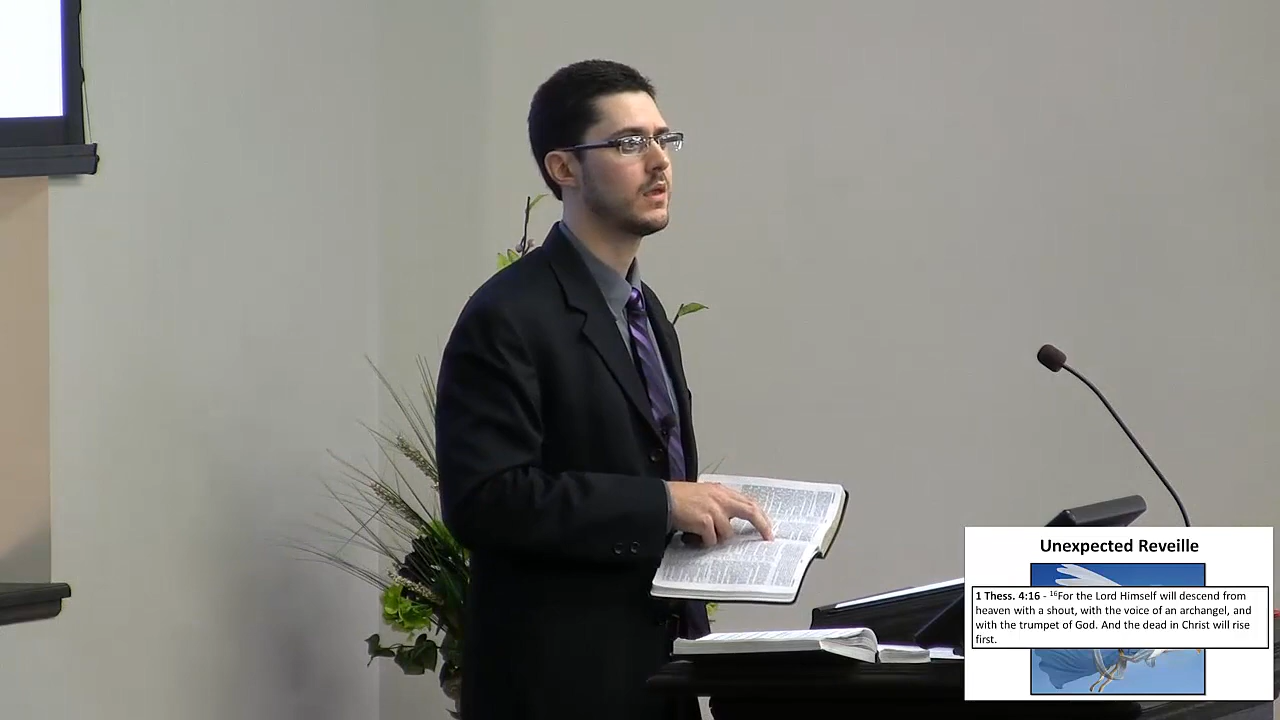 Unexpected Reveille
1 Thess. 4:16 - ¹⁶For the Lord Himself will descend from
heaven with a shout, with the voice of an archangel, and
with the trumpet of God. And the dead in Christ will rise
first.